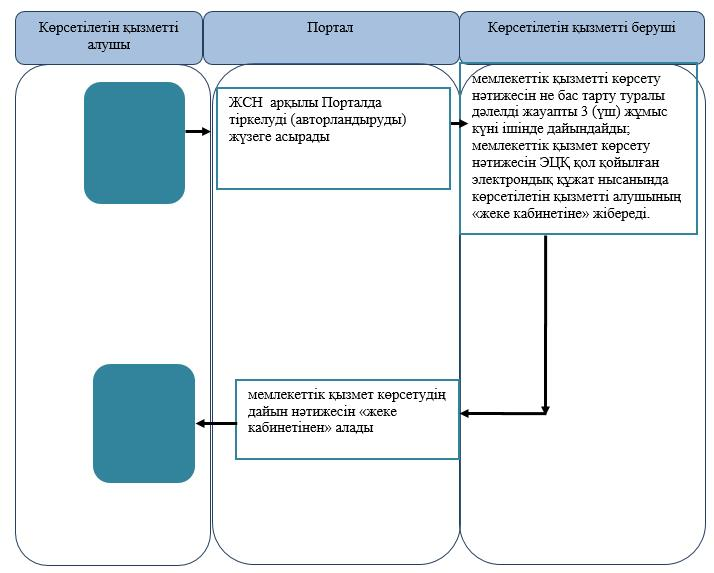 Көрсетілетін қызметті
алушы
Портал
Көрсетілетін қызметті беруші
ЖСН  арқылы Порталда
тіркелуді (авторландыруды)
жүзеге асырады
мемлекеттік қызметті көрсету
нәтижесін не бас тарту туралы
дәлелді жауапты 3 (үш) жұмыс
күні ішінде дайындайды;
мемлекеттік қызмет көрсету
нәтижесін ЭЦҚ қол қойылған
электрондық құжат нысанында
көрсетілетін қызметті алушының
«жеке кабинетіне» жібереді.
мемлекеттік қызмет көрсетудің
дайын нәтижесін «жеке
кабинетінен» алады